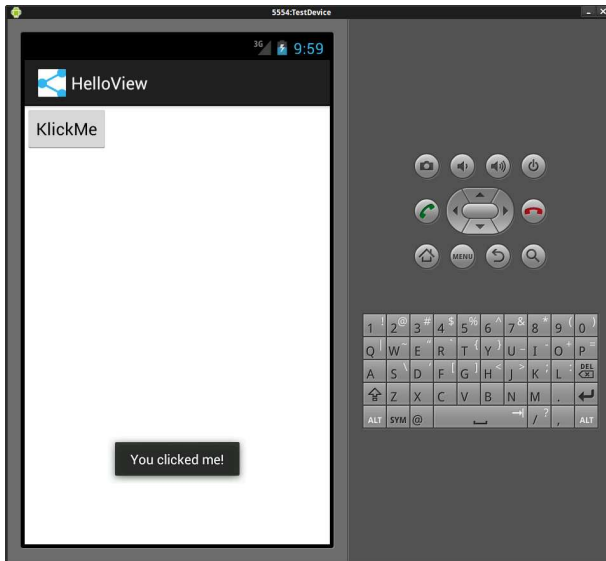 5554:TestDevice
3G 9:59
HelloView
KlickMe
You clicked me!
MENU
1 ! 2 @ 3 # 4 $ 5 % 6 ^ 7 & 8 * 9 ( 0 )
Q | W ~ E " R ` T { Y } U _ I - O + P =
A S \ D ' F [ G ] H < J > K ; L : DEL
Z X C V B N M .
ALT SYM @ / ? , ALT